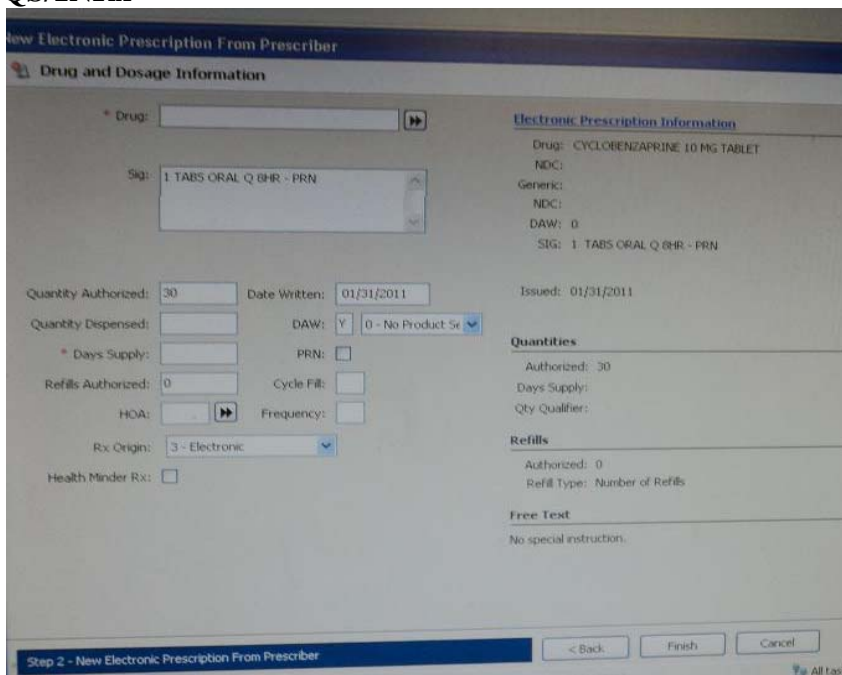 New Electronic Prescription From Prescriber
Drug and Dosage Information
* Drug:
Sig: 1 TABS ORAL Q 8HR - PRN
Quantity Authorized: 30 Date Written: 01/31/2011
Quantity Dispensed: DAW: Y 0 - No Product Se
* Days Supply: PRN:
Refills Authorized: 0 Cycle Fill:
HOA: Frequency:
Rx Origin: 3 - Electronic
Health Minder Rx:
Electronic Prescription Information
Drug: CYCLOBENZAPRINE 10 MG TABLET
NDC:
Generic:
NDC:
DAW: 0
SIG: 1 TABS ORAL Q 8HR - PRN
Issued: 01/31/2011
Quantities
Authorized: 30
Days Supply:
Qty Qualifier:
Refills
Authorized: 0
Refill Type: Number of Refills
Free Text
No special instruction.
< Back Finish Cancel
Step 2 - New Electronic Prescription From Prescriber
All tas